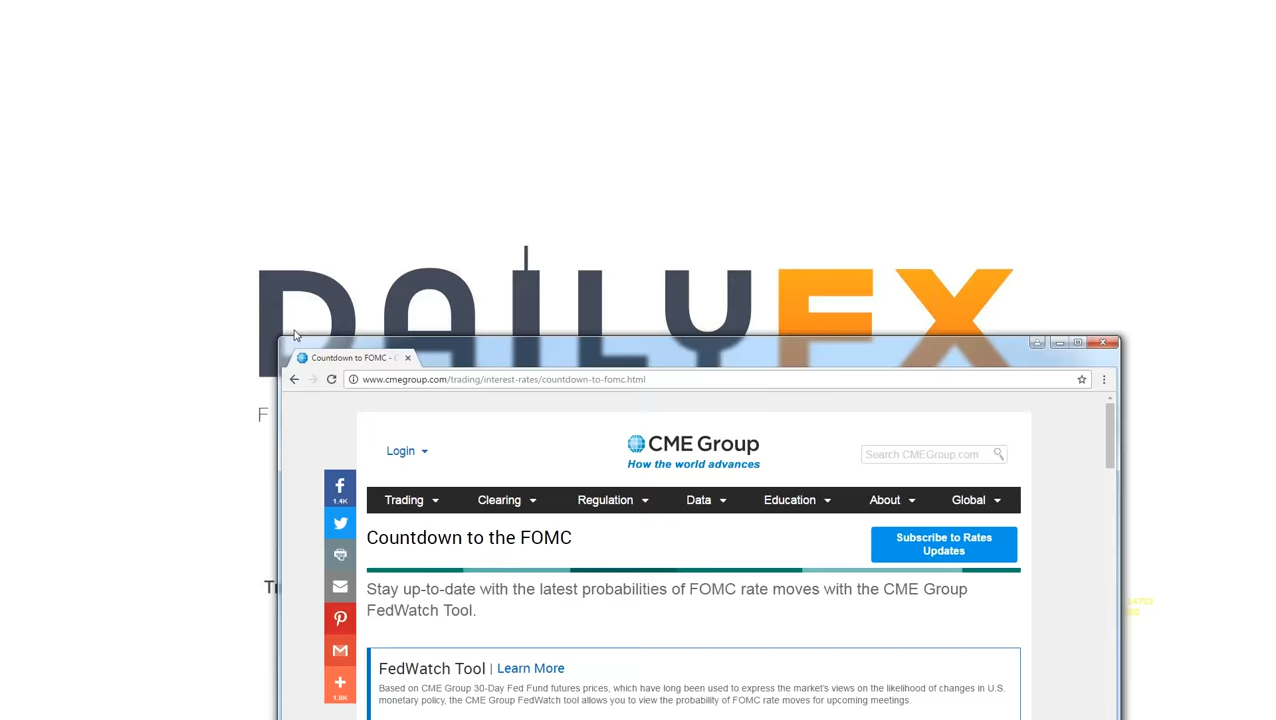 DAILYFX
Countdown to FOMC - C
www.cmegroup.com/trading/interest-rates/countdown-to-fomc.html
F
Login
CME Group
How the world advances
Search CMEGroup.com
1.4K
Trading Clearing Regulation Data Education About Global
Countdown to the FOMC
Subscribe to Rates
Updates
Stay up-to-date with the latest probabilities of FOMC rate moves with the CME Group
FedWatch Tool.
FedWatch Tool | Learn More
Based on CME Group 30-Day Fed Fund futures prices, which have long been used to express the market's views on the likelihood of changes in U.S.
monetary policy, the CME Group FedWatch tool allows you to view the probability of FOMC rate moves for upcoming meetings.
1.8K